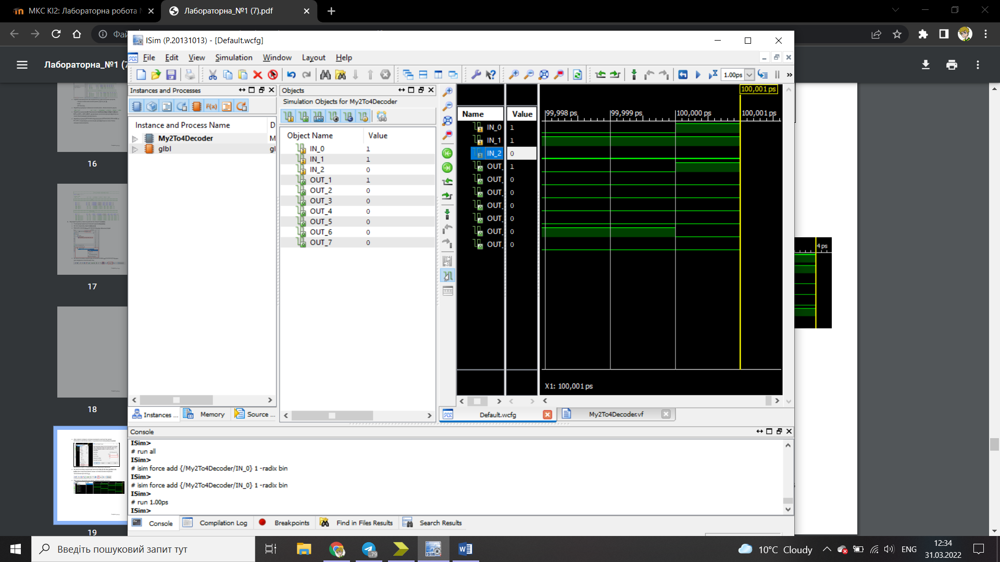 МКС КІ2: Лабораторна робота
Лабораторна_№1 (7).pdf
Фай
Лабораторна_№1 (7
ISim (P.20131013) - [Default.wcfg]
File Edit View Simulation Window Layout Help
1.00ps
Instances and Processes
Instance and Process Name D
My2To4Decoder M
glbl gl
Objects
Simulation Objects for My2To4Decoder
Object Name Value
IN_0 1
IN_1 1
IN_2 0
OUT_1 1
OUT_2 0
OUT_3 0
OUT_4 0
OUT_5 0
OUT_6 0
OUT_7 0
100,001 ps
Name Value
99,998 ps 99,999 ps 100,000 ps 100,001 ps
IN_0 1
IN_1 1
IN_2 0
OUT_ 1
OUT_ 0
OUT_ 0
OUT_ 0
OUT_ 0
OUT_ 0
OUT_ 0
X1: 100,001 ps
4 ps
16
17
18
19
Instances ... Memory Source ...
Default.wcfg My2To4Decoder.vf
Console
ISim>
# run all
ISim>
# isim force add {/My2To4Decoder/IN_0} 1 -radix bin
ISim>
# isim force add {/My2To4Decoder/IN_0} 1 -radix bin
ISim>
# run 1.00ps
ISim>
Console Compilation Log Breakpoints Find in Files Results Search Results
Введіть пошуковий запит тут
79
ISim
10°C Cloudy
ENG
12:34
31.03.2022